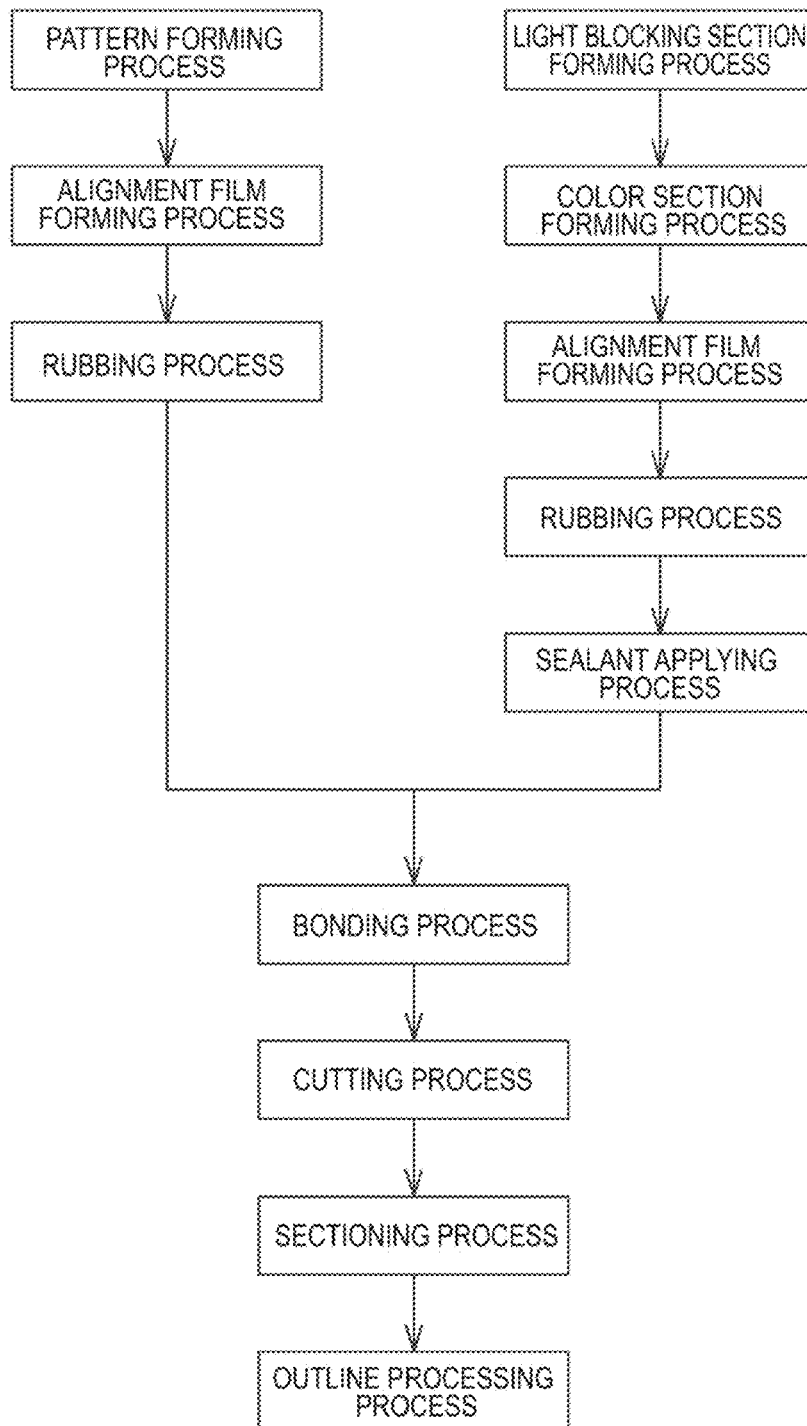 PATTERN FORMING
PROCESS
ALIGNMENT FILM
FORMING PROCESS
RUBBING PROCESS
LIGHT BLOCKING SECTION
FORMING PROCESS
COLOR SECTION
FORMING PROCESS
ALIGNMENT FILM
FORMING PROCESS
RUBBING PROCESS
SEALANT APPLYING
PROCESS
BONDING PROCESS
CUTTING PROCESS
SECTIONING PROCESS
OUTLINE PROCESSING
PROCESS